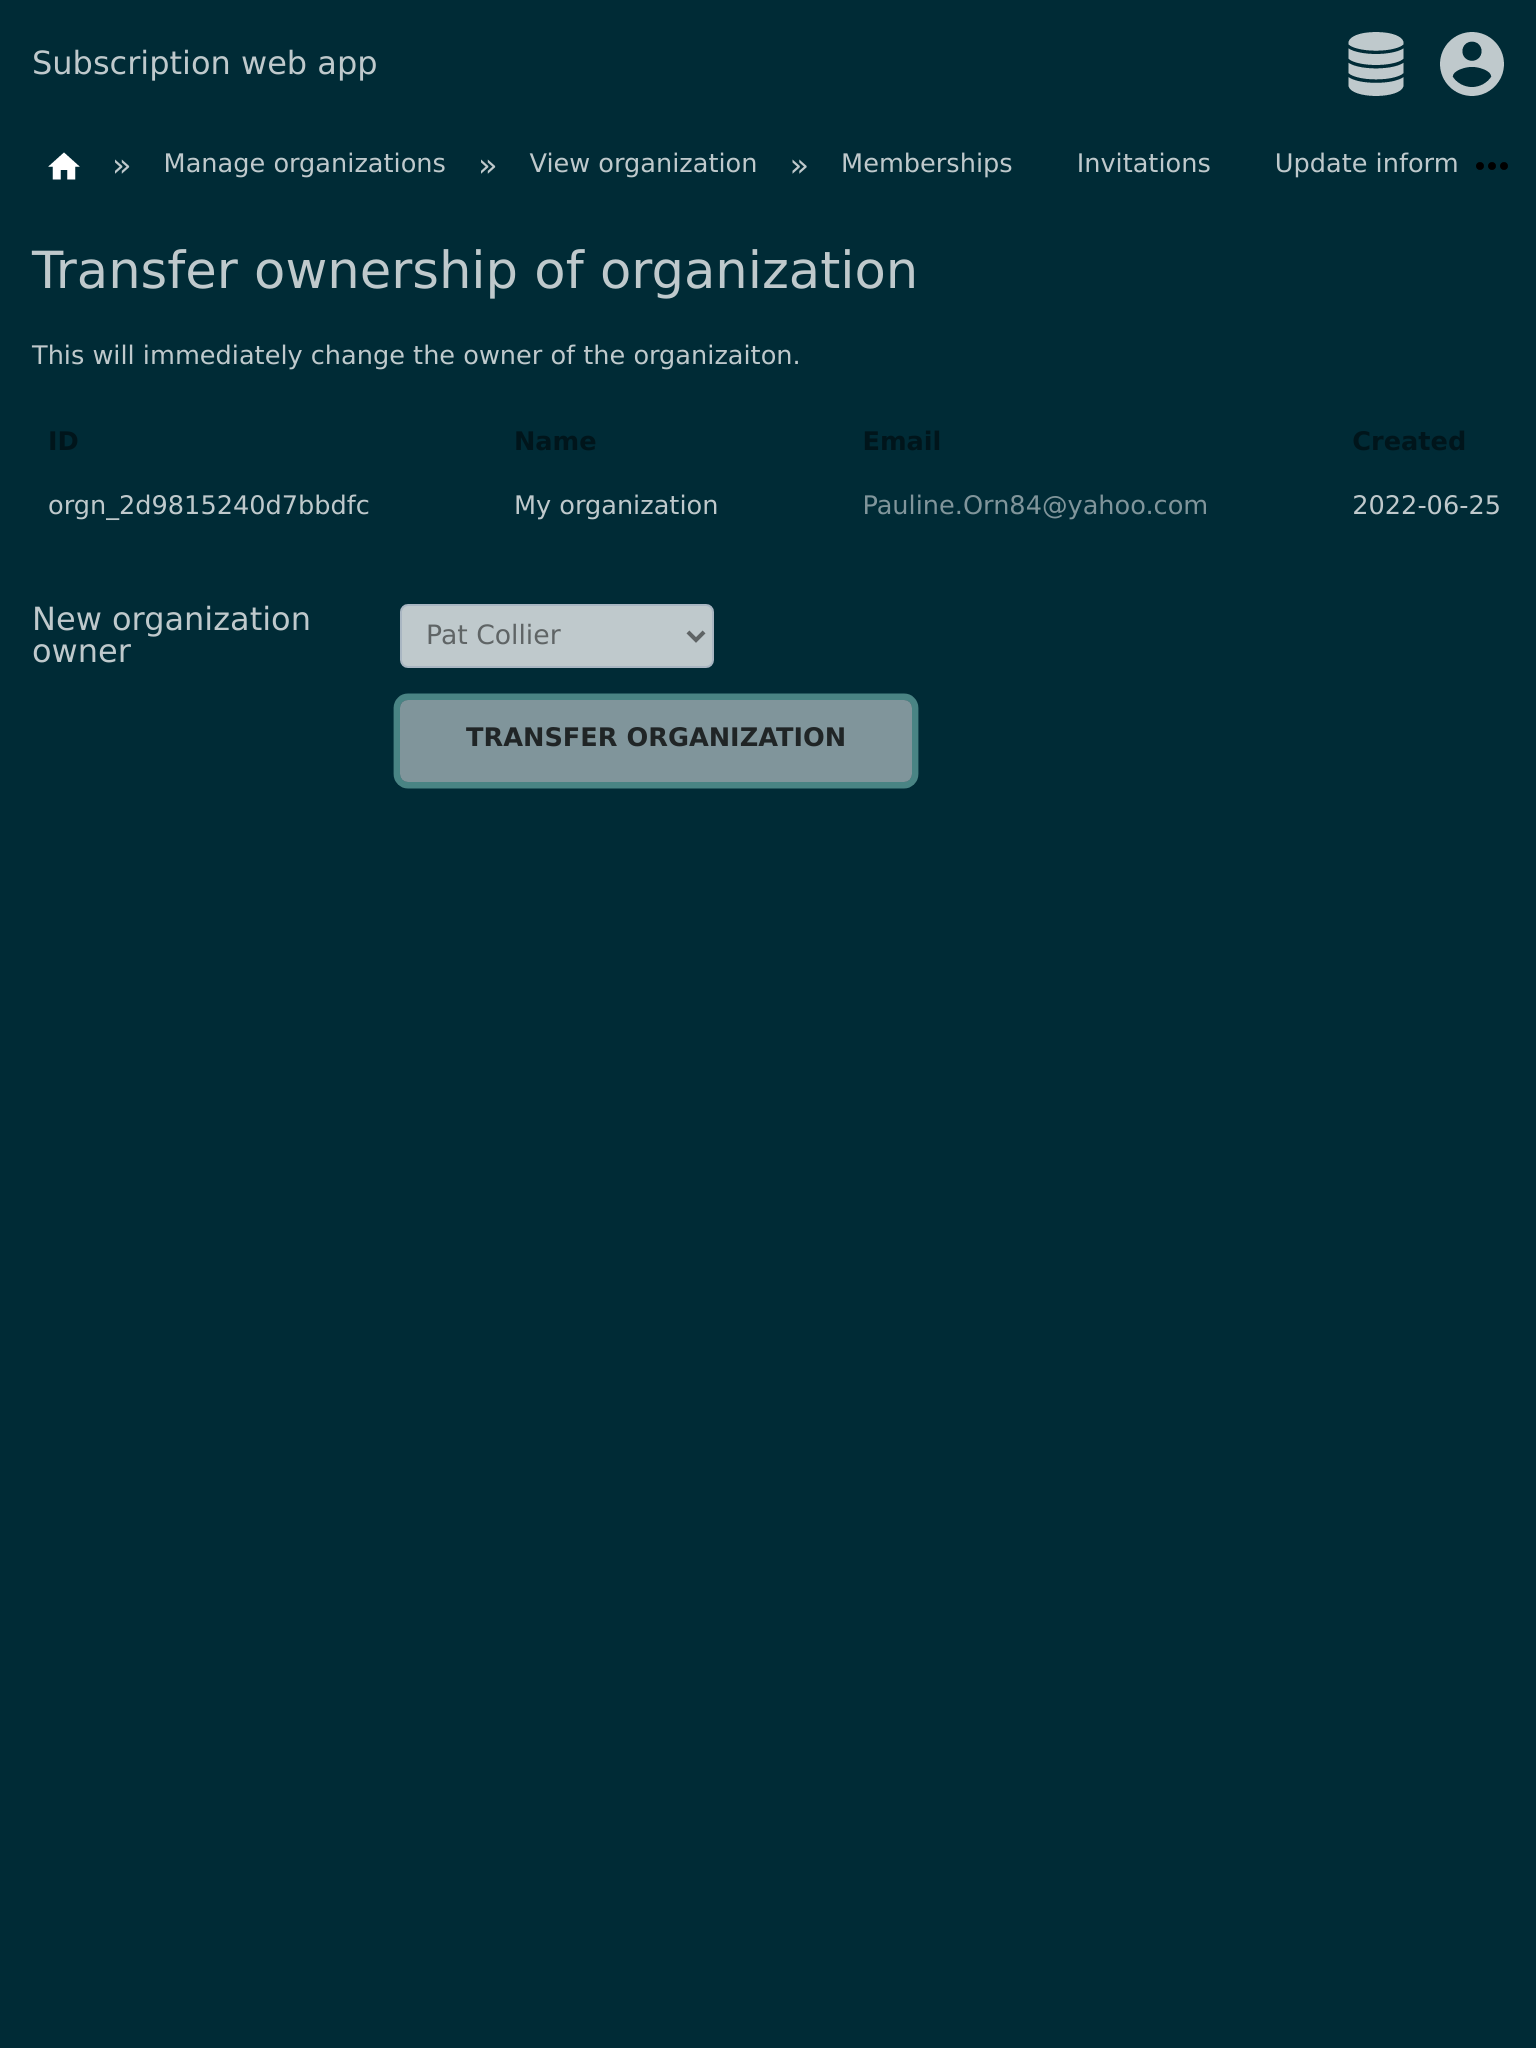 Subscription web app
» Manage organizations » View organization » Memberships Invitations Update inform •••
Transfer ownership of organization
This will immediately change the owner of the organizaiton.
ID Name Email Created
orgn_2d9815240d7bbdfc My organization Pauline.Orn84@yahoo.com 2022-06-25
New organization
owner
Pat Collier
TRANSFER ORGANIZATION